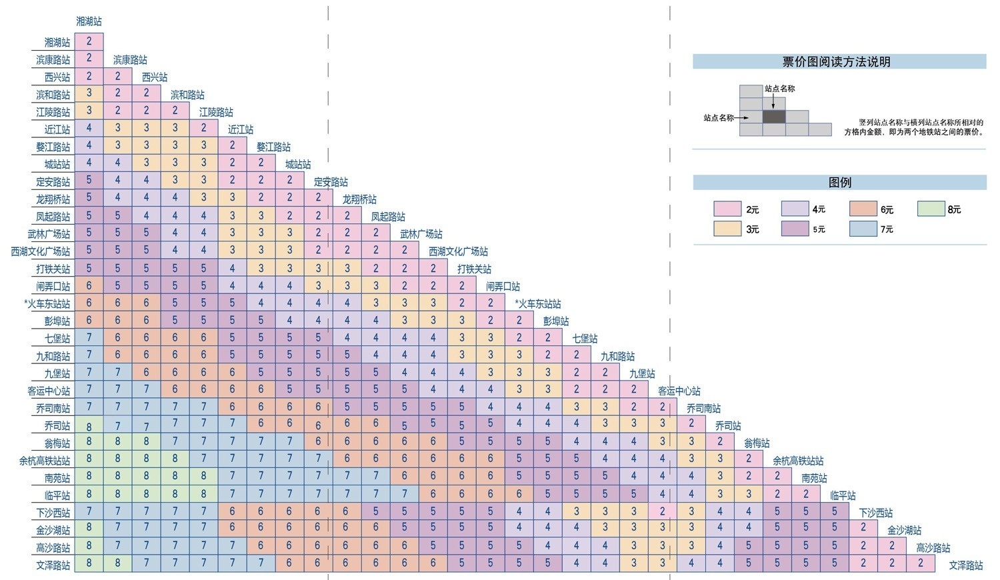 湘湖站
湘湖站 2
滨康路站 2 滨康路站
西兴站 2 2 西兴站
滨和路站 3 2 2 滨和路站
江陵路站 3 2 2 2 江陵路站
近江站 4 3 3 3 2 近江站
婺江路站 4 3 3 3 3 2 婺江路站
城站站 4 4 3 3 3 2 2 城站站
定安路站 5 4 4 3 3 2 2 2 定安路站
龙翔桥站 5 4 4 4 3 3 2 2 2 龙翔桥站
凤起路站 5 5 4 4 4 3 3 2 2 2 凤起路站
武林广场站 5 5 5 4 4 3 3 3 2 2 2 武林广场站
西湖文化广场站 5 5 5 4 4 3 3 3 2 2 2 2 西湖文化广场站
打铁关站 5 5 5 5 5 4 3 3 3 3 2 2 2 打铁关站
闸弄口站 6 5 5 5 5 4 4 4 3 3 3 2 2 2 闸弄口站
*火车东站站 6 6 6 5 5 5 4 4 4 4 3 3 3 2 2 *火车东站站
彭埠站 6 6 6 5 5 5 5 4 4 4 4 3 3 3 2 2 彭埠站
七堡站 7 6 6 6 6 5 5 5 5 4 4 4 4 3 3 2 2 七堡站
九和路站 7 6 6 6 6 5 5 5 5 5 4 4 4 3 3 3 2 2 九和路站
九堡站 7 7 6 6 6 6 5 5 5 5 5 4 4 4 3 3 3 2 2 九堡站
客运中心站 7 7 7 6 6 6 6 5 5 5 5 5 4 4 4 3 3 2 2 2 客运中心站
乔司南站 7 7 7 7 7 6 6 6 6 5 5 5 5 5 4 4 4 3 3 2 2 乔司南站
乔司站 8 7 7 7 7 7 6 6 6 6 6 5 5 5 5 4 4 4 3 3 3 2 乔司站
翁梅站 8 8 8 7 7 7 7 7 6 6 6 6 6 5 5 5 5 4 4 4 3 3 2 翁梅站
余杭高铁站站 8 8 8 8 7 7 7 7 7 6 6 6 6 6 6 5 5 5 4 4 4 3 3 2 余杭高铁站站
南苑站 8 8 8 8 8 7 7 7 7 7 7 6 6 6 6 5 5 5 5 4 4 4 3 2 2 南苑站
临平站 8 8 8 8 8 7 7 7 7 7 7 7 6 6 6 6 5 5 5 5 4 4 3 3 2 2 临平站
下沙西站 7 7 7 7 7 6 6 6 6 6 5 5 5 5 5 4 4 3 3 3 2 3 4 4 5 5 5 下沙西站
金沙湖站 8 7 7 7 7 6 6 6 6 6 6 5 5 5 5 4 4 4 3 3 3 3 4 4 5 5 5 2 金沙湖站
高沙路站 8 7 7 7 7 7 6 6 6 6 6 6 5 5 5 5 4 4 4 3 3 3 4 5 5 5 5 2 2 高沙路站
文泽路站 8 8 7 7 7 7 7 6 6 6 6 6 6 5 5 5 5 4 4 3 3 4 4 5 5 5 5 2 2 2 文泽路站
票价图阅读方法说明
站点名称
站点名称
竖列站点名称与横列站点名称所相对的
方格内金额，即为两个地铁站之间的票价。
图例
2元 4元 6元 8元
3元 5元 7元